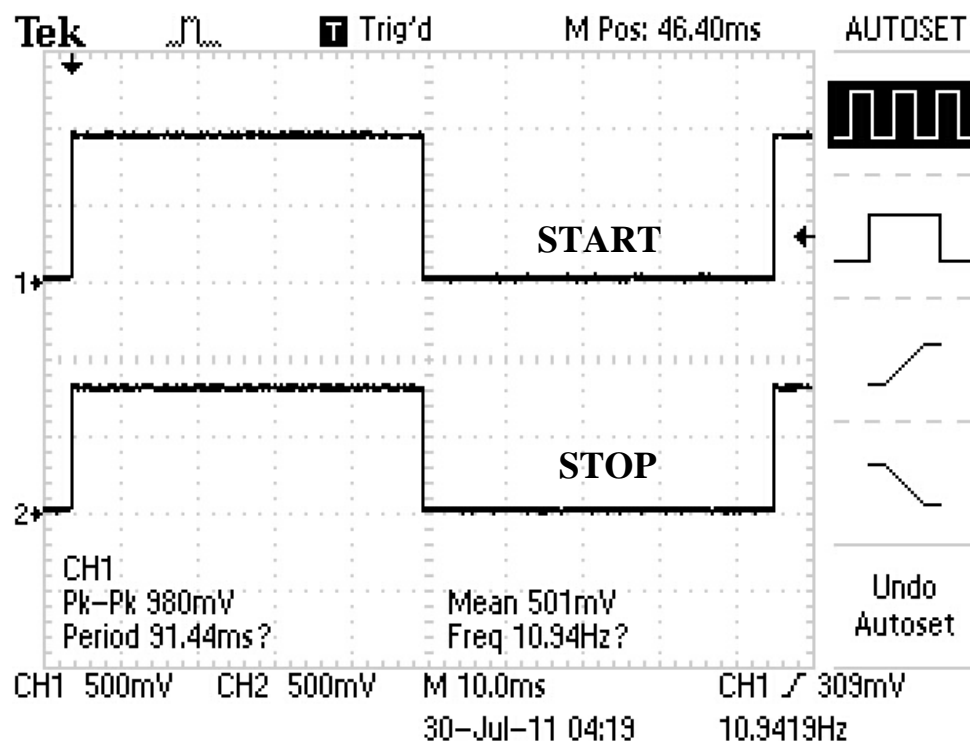 Tek T Trig'd M Pos: 46.40ms AUTOSET
START
1
STOP
2
CH1
Pk-Pk 980mV Mean 501mV
Period 91.44ms? Freq 10.94Hz?
Undo
Autoset
CH1 500mV CH2 500mV M 10.0ms CH1 309mV
30-Jul-11 04:19 10.9419Hz